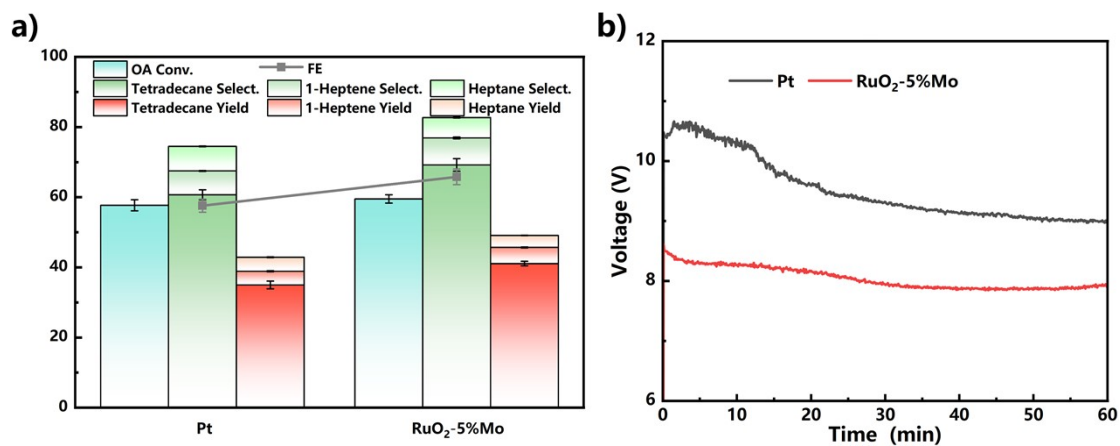 a)
100
80
60
40
20
0
OA Conv. FE
Tetradecane Select. 1-Heptene Select. Heptane Select.
Tetradecane Yield 1-Heptene Yield Heptane Yield
Pt RuO₂-5%Mo
b)
Voltage (V)
12
10
8
6
Pt RuO₂-5%Mo
0 10 20 30 40 50 60
Time (min)